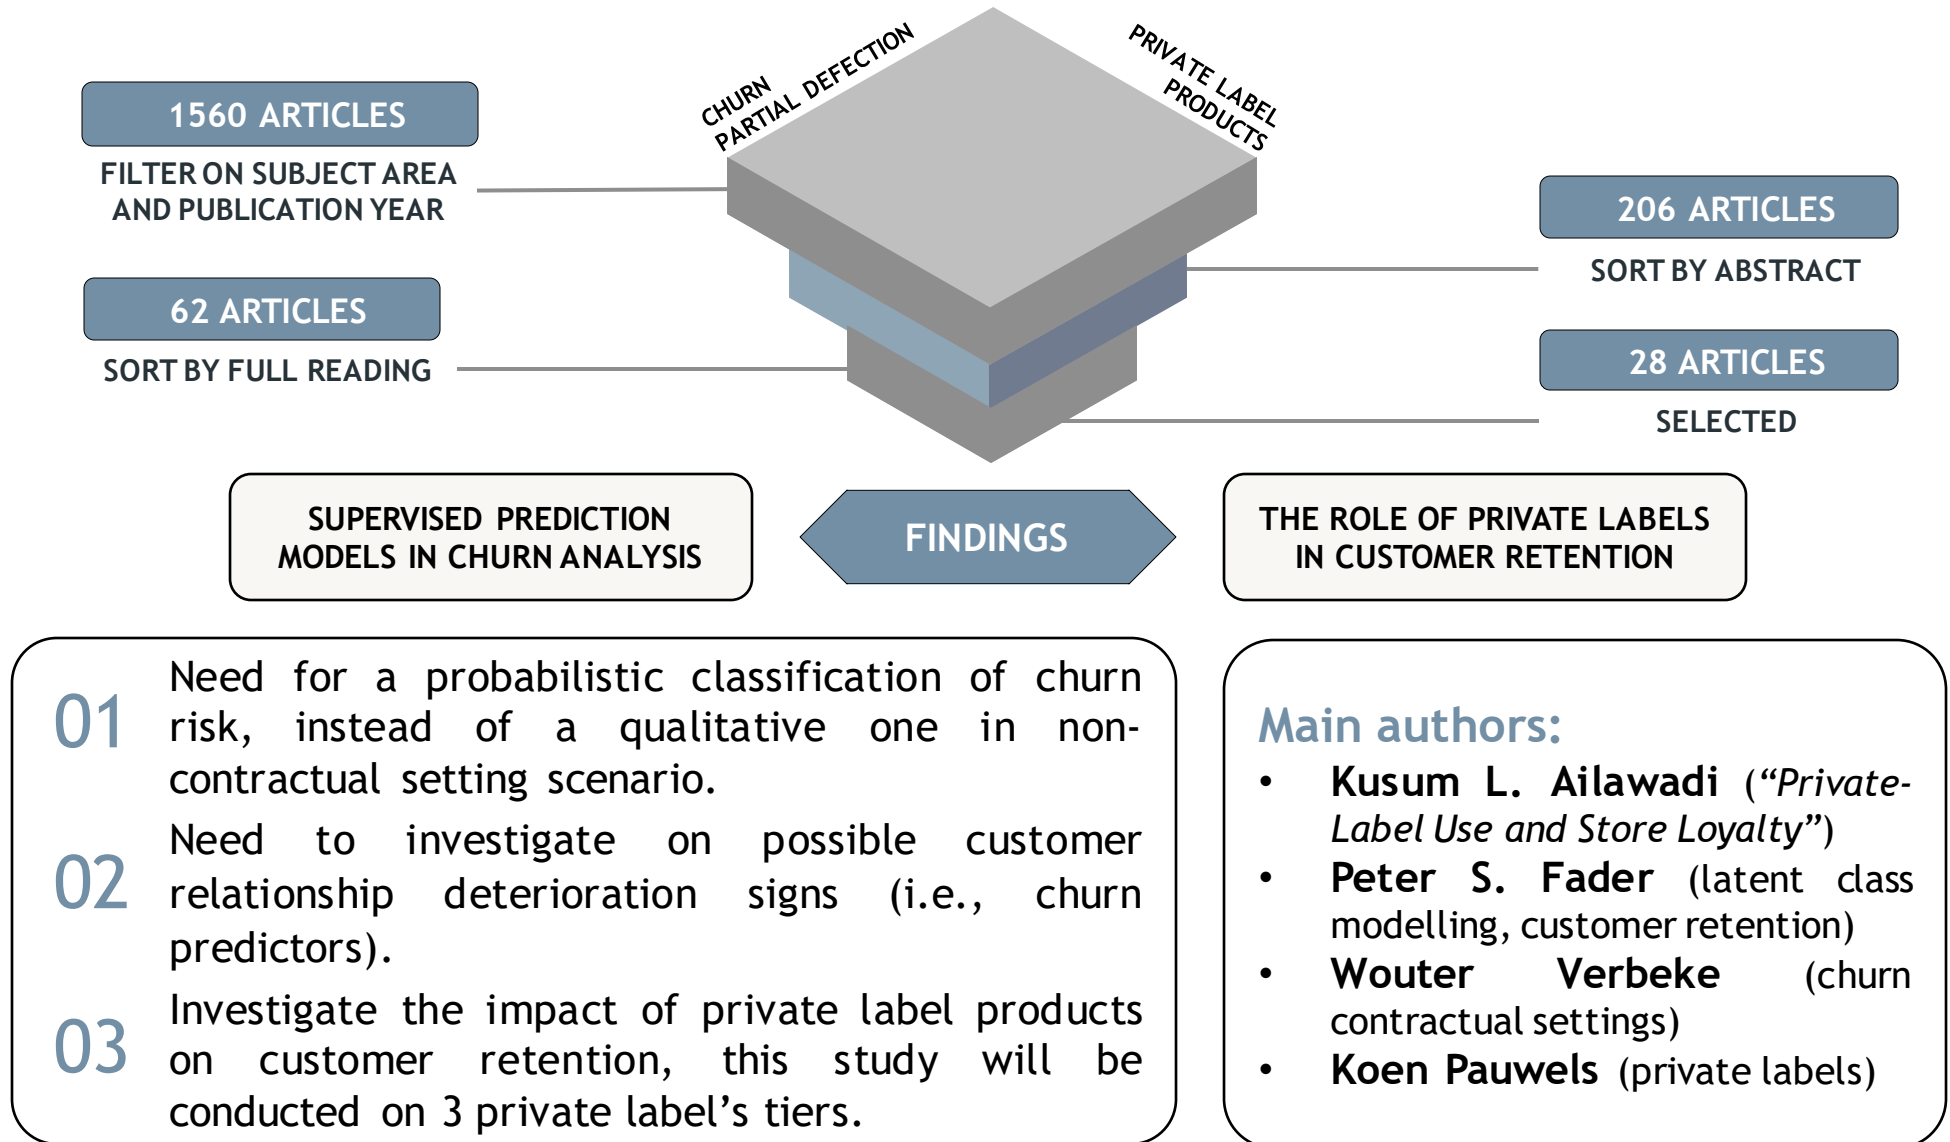 CHURN
PARTIAL DEFECTION
PRIVATE LABEL
PRODUCTS
1560 ARTICLES
FILTER ON SUBJECT AREA
AND PUBLICATION YEAR
206 ARTICLES
SORT BY ABSTRACT
62 ARTICLES
SORT BY FULL READING
28 ARTICLES
SELECTED
SUPERVISED PREDICTION
MODELS IN CHURN ANALYSIS
FINDINGS
THE ROLE OF PRIVATE LABELS
IN CUSTOMER RETENTION
01
Need for a probabilistic classification of churn
risk, instead of a qualitative one in non-
contractual setting scenario.
02
Need to investigate on possible customer
relationship deterioration signs (i.e., churn
predictors).
03
Investigate the impact of private label products
on customer retention, this study will be
conducted on 3 private label’s tiers.
Main authors:
• Kusum L. Ailawadi (“Private-
Label Use and Store Loyalty”)
• Peter S. Fader (latent class
modelling, customer retention)
• Wouter Verbeke (churn
contractual settings)
• Koen Pauwels (private labels)